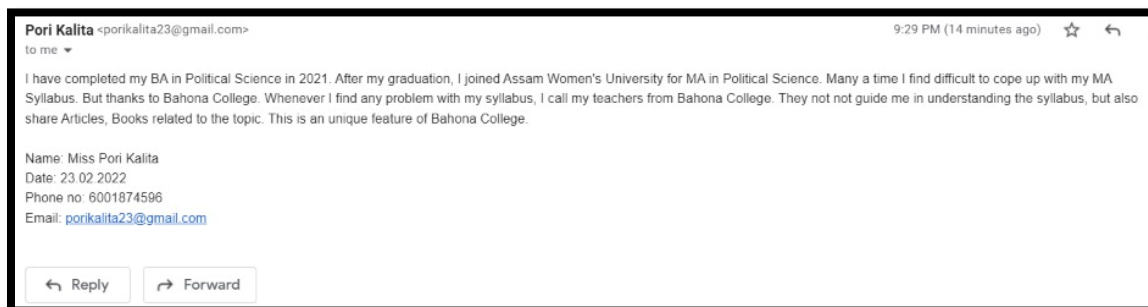 Pori Kalita <porikalita23@gmail.com> 9:29 PM (14 minutes ago)
to me
I have completed my BA in Political Science in 2021. After my graduation, I joined Assam Women's University for MA in Political Science. Many a time I find difficult to cope up with my MA
Syllabus. But thanks to Bahona College. Whenever I find any problem with my syllabus, I call my teachers from Bahona College. They not not guide me in understanding the syllabus, but also
share Articles, Books related to the topic. This is an unique feature of Bahona College.
Name: Miss Pori Kalita
Date: 23.02.2022
Phone no: 6001874596
Email: porikalita23@gmail.com
Reply Forward